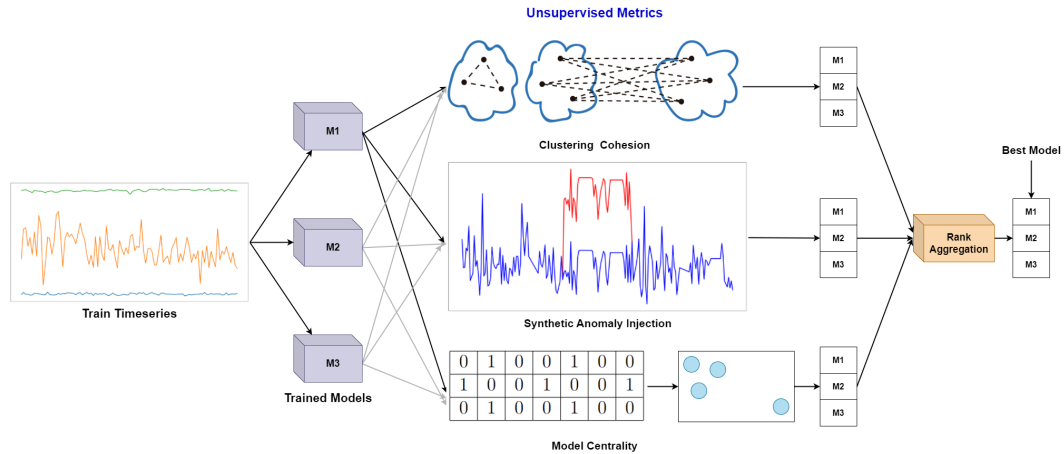 Unsupervised Metrics
M1
M2
M3
Clustering Cohesion
M1
M2
M3
Train Timeseries
Trained Models
Synthetic Anomaly Injection
M1
M2
M3
Rank
Aggregation
Best Model
M1
M2
M3
0 1 0 0 1 0 0
1 0 0 1 0 0 1
0 1 0 0 1 0 0
Model Centrality
M1
M2
M3